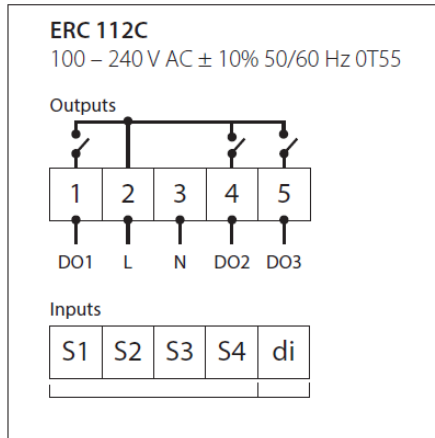 ERC 112C
100 – 240 V AC ± 10% 50/60 Hz 0T55
Outputs
1 2 3 4 5
DO1 L N DO2 DO3
Inputs
S1 S2 S3 S4 di